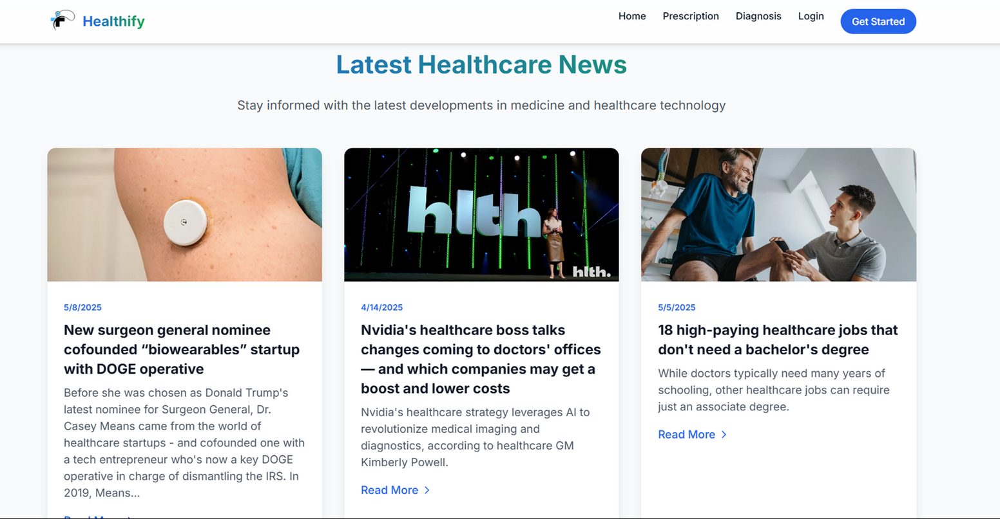 Healthify
Home Prescription Diagnosis Login Get Started
Latest Healthcare News
Stay informed with the latest developments in medicine and healthcare technology
hlth
hlth.
5/8/2025
New surgeon general nominee
cofounded “biowearables” startup
with DOGE operative
Before she was chosen as Donald Trump's
latest nominee for Surgeon General, Dr.
Casey Means came from the world of
healthcare startups - and cofounded one with
a tech entrepreneur who's now a key DOGE
operative in charge of dismantling the IRS. In
2019, Means...
Read More
4/14/2025
Nvidia's healthcare boss talks
changes coming to doctors' offices
— and which companies may get a
boost and lower costs
Nvidia's healthcare strategy leverages AI to
revolutionize medical imaging and
diagnostics, according to healthcare GM
Kimberly Powell.
Read More
5/5/2025
18 high-paying healthcare jobs that
don't need a bachelor's degree
While doctors typically need many years of
schooling, other healthcare jobs can require
just an associate degree.
Read More